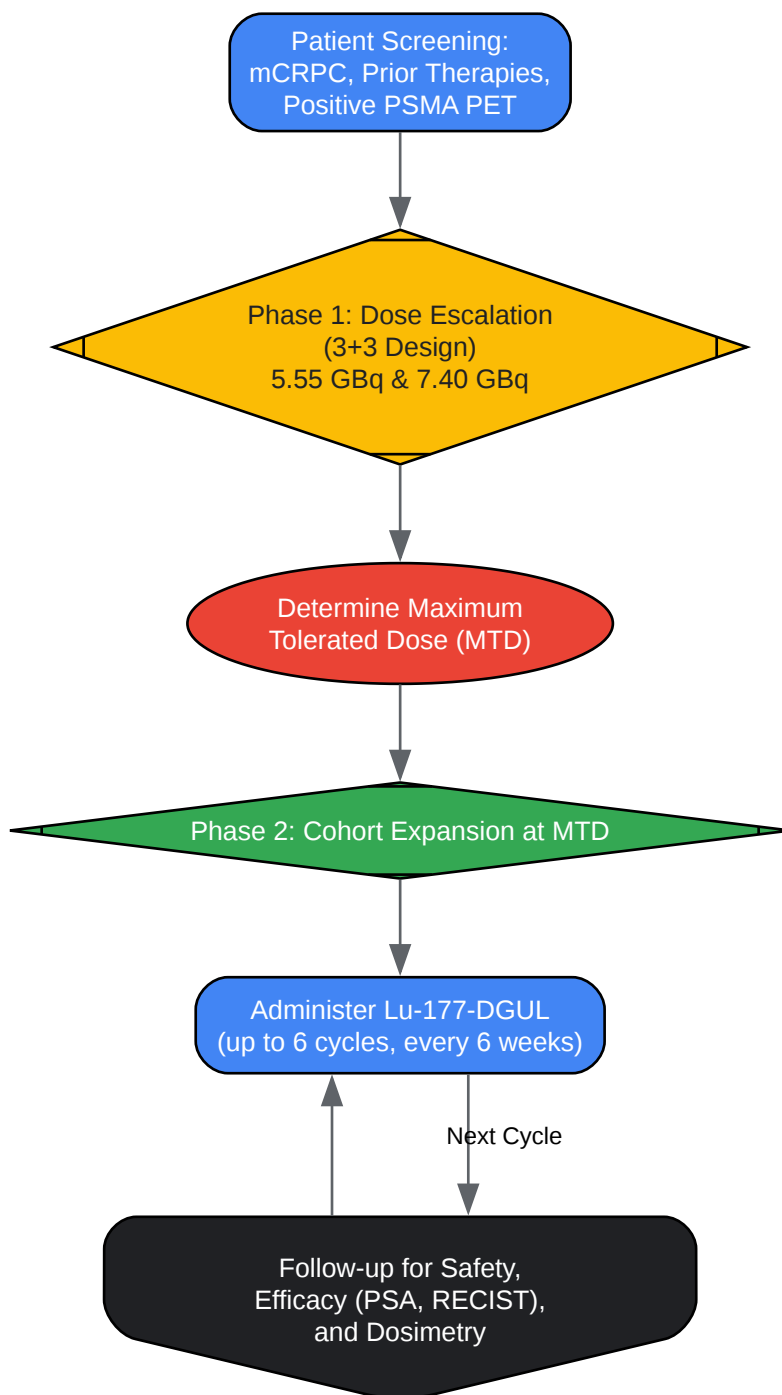 Patient Screening:
mCRPC, Prior Therapies,
Positive PSMA PET
Phase 1: Dose Escalation
(3+3 Design)
5.55 GBq & 7.40 GBq
Determine Maximum
Tolerated Dose (MTD)
Phase 2: Cohort Expansion at MTD
Administer Lu-177-DGUL
(up to 6 cycles, every 6 weeks)
Next Cycle
Follow-up for Safety,
Efficacy (PSA, RECIST),
and Dosimetry